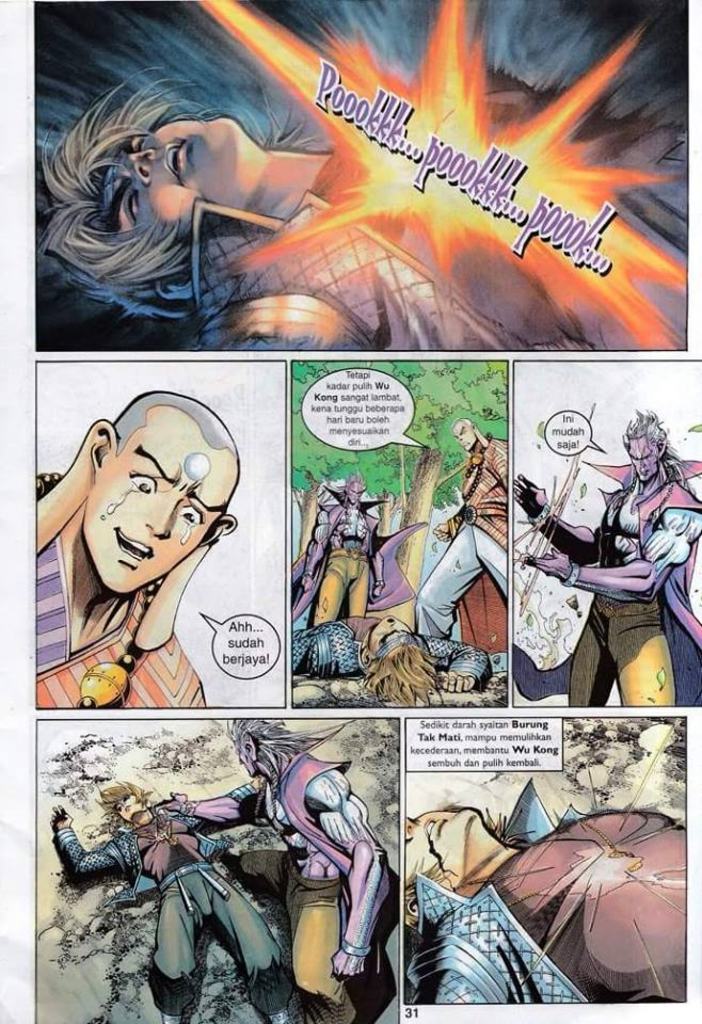 Poookkk... poookkk... poook...
Ahh...
sudah
berjaya!
Tetapi
kadar pulih Wu
Kong sangat lambat,
kena tunggu beberapa
hari baru boleh
menyesuaikan
diri...
Ini
mudah
saja!
Sedikit darah syaitan Burung
Tak Mati, mampu memulihkan
kecederaan, membantu Wu Kong
sembuh dan pulih kembali.
31